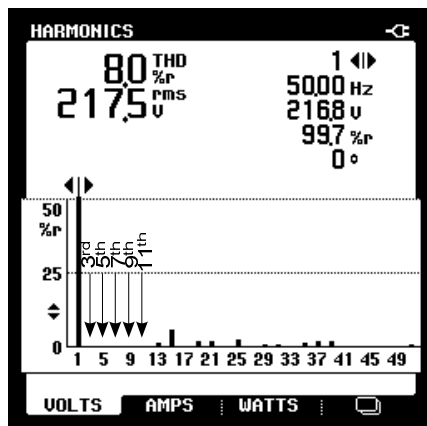 HARMONICS
8,0 THD %r
217,5 rms V
1
50,00 Hz
216,8 V
99,7 %r
0 °
50
%r
25
0
3rd 5th 7th 9th 11th
1 5 9 13 17 21 25 29 33 37 41 45 49
VOLTS AMPS WATTS